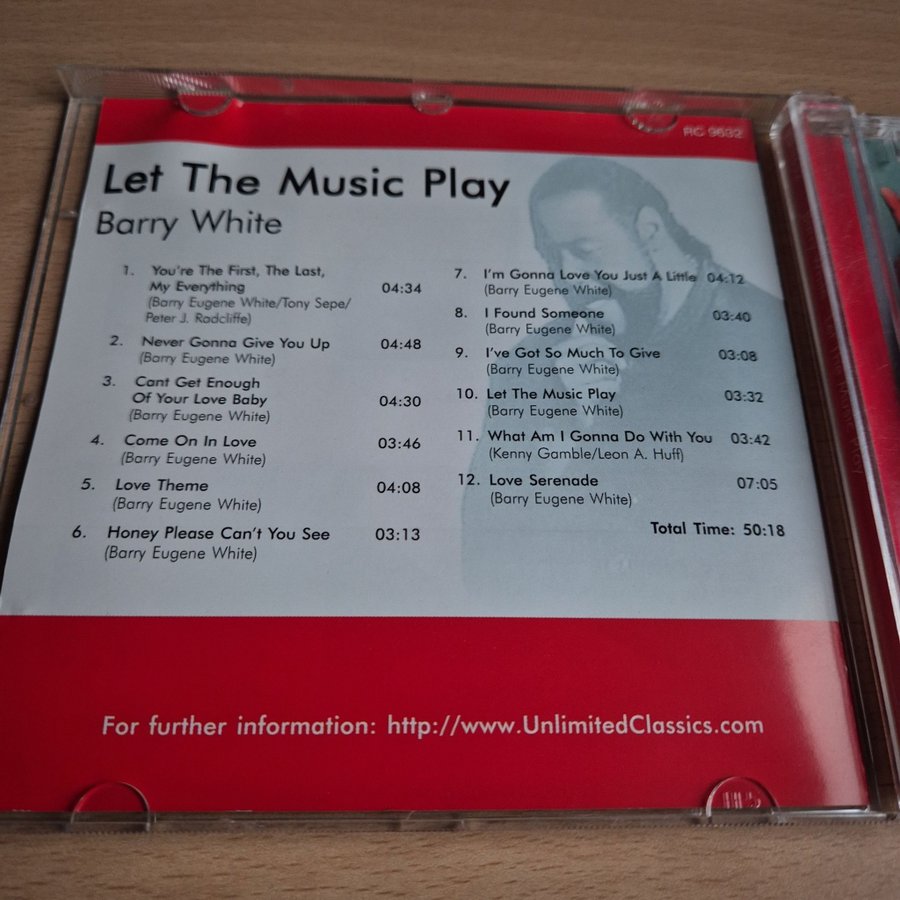 RC 9632
Let The Music Play
Barry White
1. You're The First, The Last,
My Everything 04:34
(Barry Eugene White/Tony Sepe/
Peter J. Radcliffe)
2. Never Gonna Give You Up 04:48
(Barry Eugene White)
3. Cant Get Enough
Of Your Love Baby 04:30
(Barry Eugene White)
4. Come On In Love 03:46
(Barry Eugene White)
5. Love Theme 04:08
(Barry Eugene White)
6. Honey Please Can't You See 03:13
(Barry Eugene White)
7. I'm Gonna Love You Just A Little 04:12
(Barry Eugene White)
8. I Found Someone 03:40
(Barry Eugene White)
9. I've Got So Much To Give 03:08
(Barry Eugene White)
10. Let The Music Play 03:32
(Barry Eugene White)
11. What Am I Gonna Do With You 03:42
(Kenny Gamble/Leon A. Huff)
12. Love Serenade 07:05
(Barry Eugene White)
Total Time: 50:18
For further information: http://www.UnlimitedClassics.com